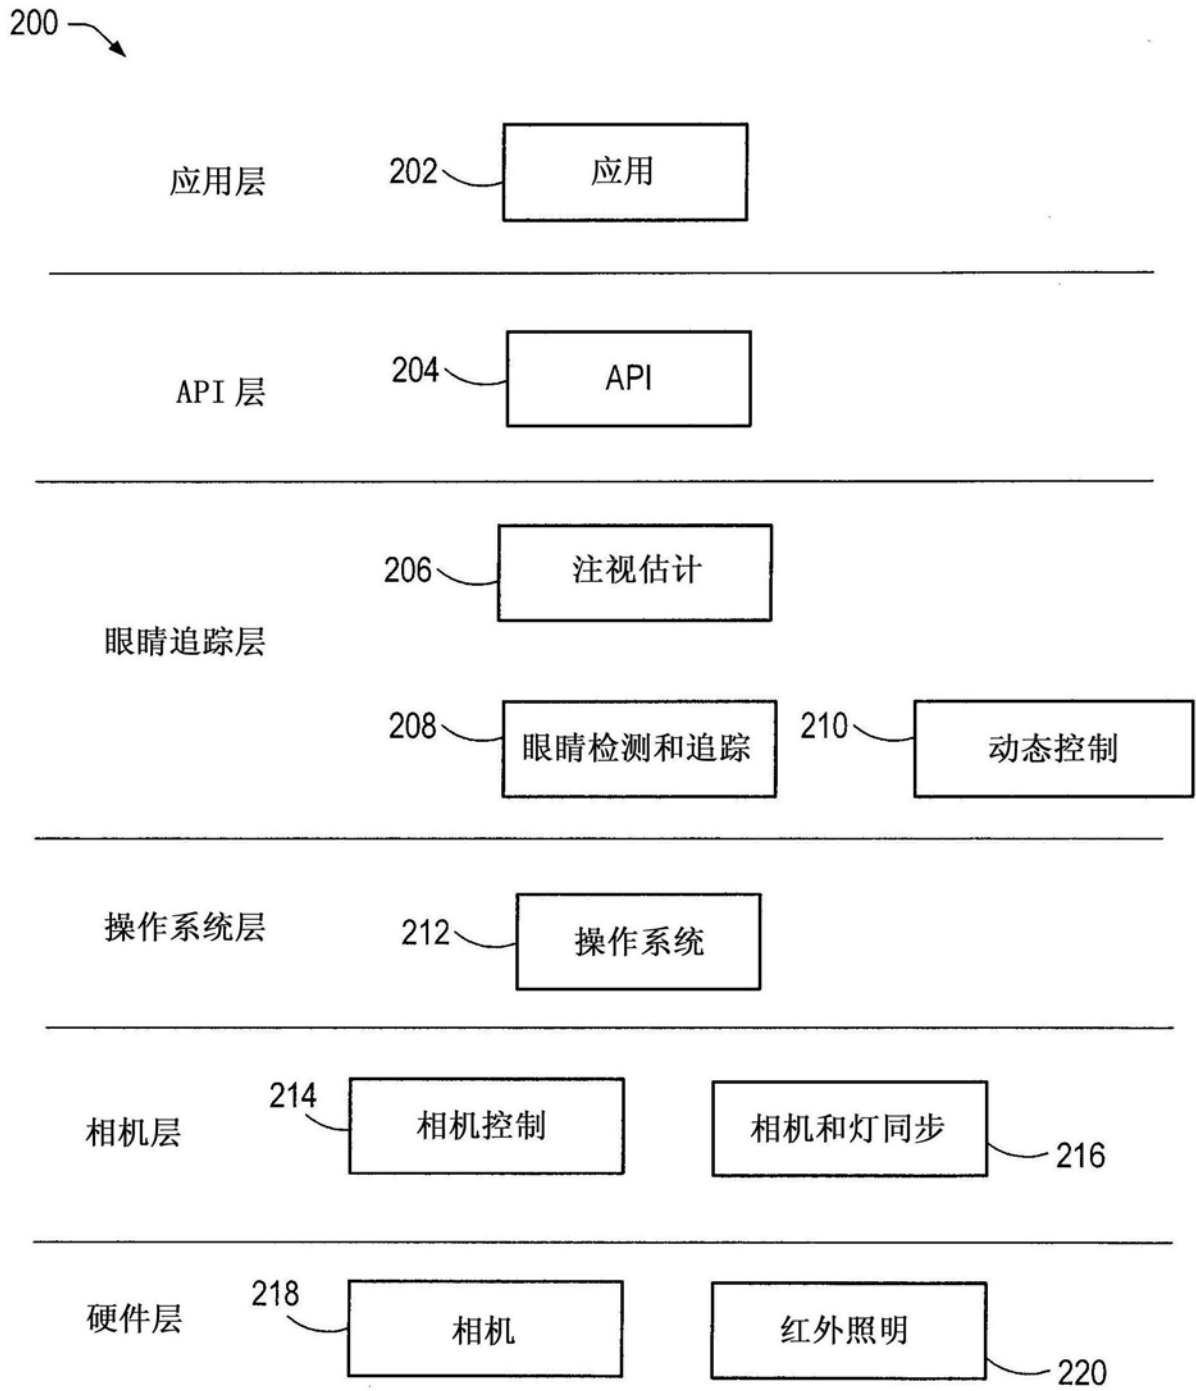 200
应用层
202
应用
API 层
204
API
206
注视估计
眼睛追踪层
208
眼睛检测和追踪
210
动态控制
操作系统层
212
操作系统
相机层
214
相机控制
相机和灯同步
216
硬件层
218
相机
红外照明
220